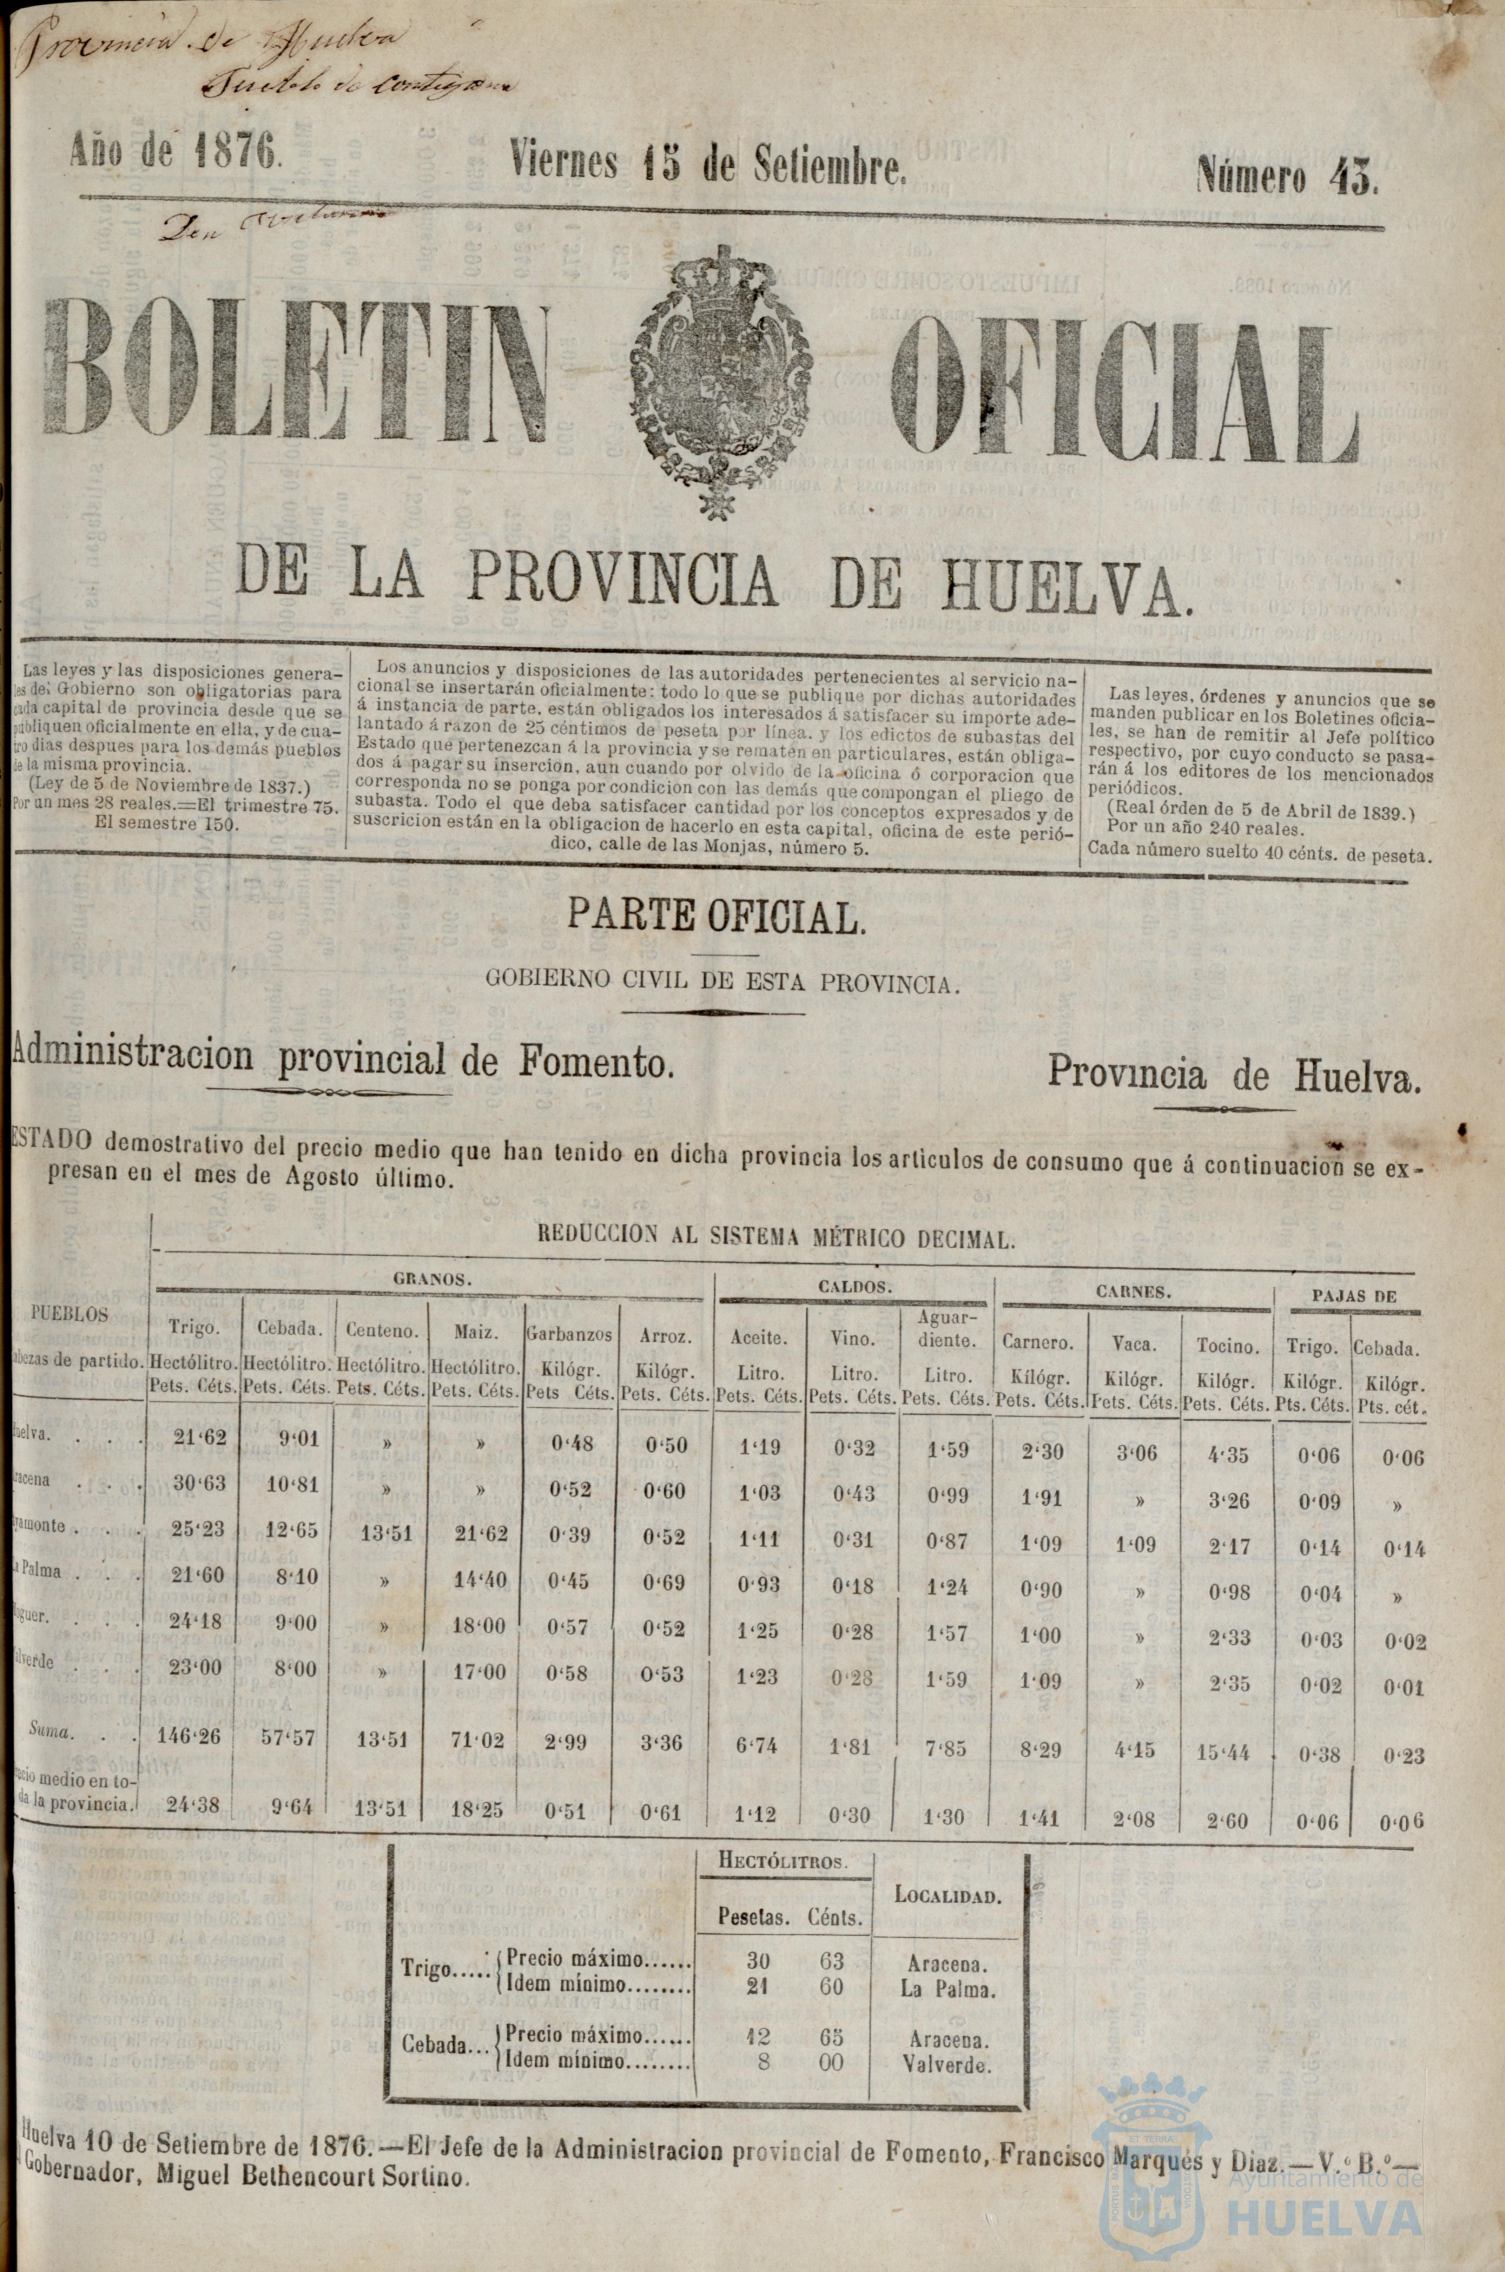 Provincia de Huelva
Pueblo de
Año de 1876.
Viernes 15 de Setiembre.
Número 43.
Don
BOLETIN OFICIAL
DE LA PROVINCIA DE HUELVA.
Las leyes y las disposiciones genera-
les del Gobierno son obligatorias para
cada capital de provincia desde que se
publiquen oficialmente en ella, y de cua-
tro dias despues para los demás pueblos
de la misma provincia.
(Ley de 5 de Noviembre de 1837.)
Por un mes 28 reales.=El trimestre 75.
El semestre 150.
Los anuncios y disposiciones de las autoridades pertenecientes al servicio na-
cional se insertarán oficialmente: todo lo que se publique por dichas autoridades
á instancia de parte, están obligados los interesados á satisfacer su importe ade-
lantado á razon de 25 céntimos de peseta por línea. y los edictos de subastas del
Estado que pertenezcan á la provincia y se rematen en particulares, están obliga-
dos á pagar su insercion, aun cuando por olvido de la oficina ó corporacion que
corresponda no se ponga por condicion con las demás que compongan el pliego de
subasta. Todo el que deba satisfacer cantidad por los conceptos expresados y de
suscricion están en la obligacion de hacerlo en esta capital, oficina de este perió-
dico, calle de las Monjas, número 5.
Las leyes, órdenes y anuncios que se
manden publicar en los Boletines oficia-
les, se han de remitir al Jefe político
respectivo, por cuyo conducto se pasa-
rán á los editores de los mencionados
periódicos.
(Real órden de 5 de Abril de 1839.)
Por un año 240 reales.
Cada número suelto 40 cénts. de peseta.
PARTE OFICIAL.
GOBIERNO CIVIL DE ESTA PROVINCIA.
Administracion provincial de Fomento.
Provincia de Huelva.
ESTADO demostrativo del precio medio que han tenido en dicha provincia los articulos de consumo que á continuacion se ex-
presan en el mes de Agosto último.
REDUCCION AL SISTEMA MÉTRICO DECIMAL.
GRANOS. CALDOS. CARNES. PAJAS DE
PUEBLOS Trigo. Cebada. Centeno. Maiz. Garbanzos Arroz. Aceite. Vino. Aguar-diente. Carnero. Vaca. Tocino. Trigo. Cebada.
cabezas de partido. Hectólitro. Hectólitro. Hectólitro. Hectólitro. Kilógr. Kilógr. Litro. Litro. Litro. Kilógr. Kilógr. Kilógr. Kilógr. Kilógr.
Pets. Céts. Pets. Céts. Pets. Céts. Pets. Céts. Pets Céts. Pets. Céts. Pets. Céts. Pets. Céts. Pets. Céts. Pets. Céts. Pets. Céts. Pets. Céts. Pts. Céts. Pts. cét.
Huelva. . . . 21‘62 9‘01 » » 0‘48 0‘50 1‘19 0‘32 1‘59 2‘30 3‘06 4‘35 0‘06 0‘06
Aracena . . . 30‘63 10‘81 » » 0‘52 0‘60 1‘03 0‘43 0‘99 1‘91 » 3‘26 0‘09 »
Ayamonte . . . 25‘23 12‘65 13‘51 21‘62 0‘39 0‘52 1‘11 0‘31 0‘87 1‘09 1‘09 2‘17 0‘14 0‘14
La Palma . . . 21‘60 8‘10 » 14‘40 0‘45 0‘69 0‘93 0‘18 1‘24 0‘90 » 0‘98 0‘04 »
Moguer. . . . 24‘18 9‘00 » 18‘00 0‘57 0‘52 1‘25 0‘28 1‘57 1‘00 » 2‘33 0‘03 0‘02
Valverde . . . 23‘00 8‘00 » 17‘00 0‘58 0‘53 1‘23 0‘28 1‘59 1‘09 » 2‘35 0‘02 0‘01
Suma. . . 146‘26 57‘57 13‘51 71‘02 2‘99 3‘36 6‘74 1‘81 7‘85 8‘29 4‘15 15‘44 0‘38 0‘23
Precio medio en to-
da la provincia. 24‘38 9‘64 13‘51 18‘25 0‘51 0‘61 1‘12 0‘30 1‘30 1‘41 2‘08 2‘60 0‘06 0‘06
HECTÓLITROS. LOCALIDAD.
Pesetas. Cénts.
Trigo..... Precio máximo...... 30 63 Aracena.
Idem mínimo........ 21 60 La Palma.
Cebada... Precio máximo...... 12 65 Aracena.
Idem mínimo........ 8 00 Valverde.
Huelva 10 de Setiembre de 1876.—El Jefe de la Administracion provincial de Fomento, Francisco Marqués y Diaz.—V.º B.º—
Gobernador, Miguel Bethencourt Sortino.
Ayuntamiento de
HUELVA